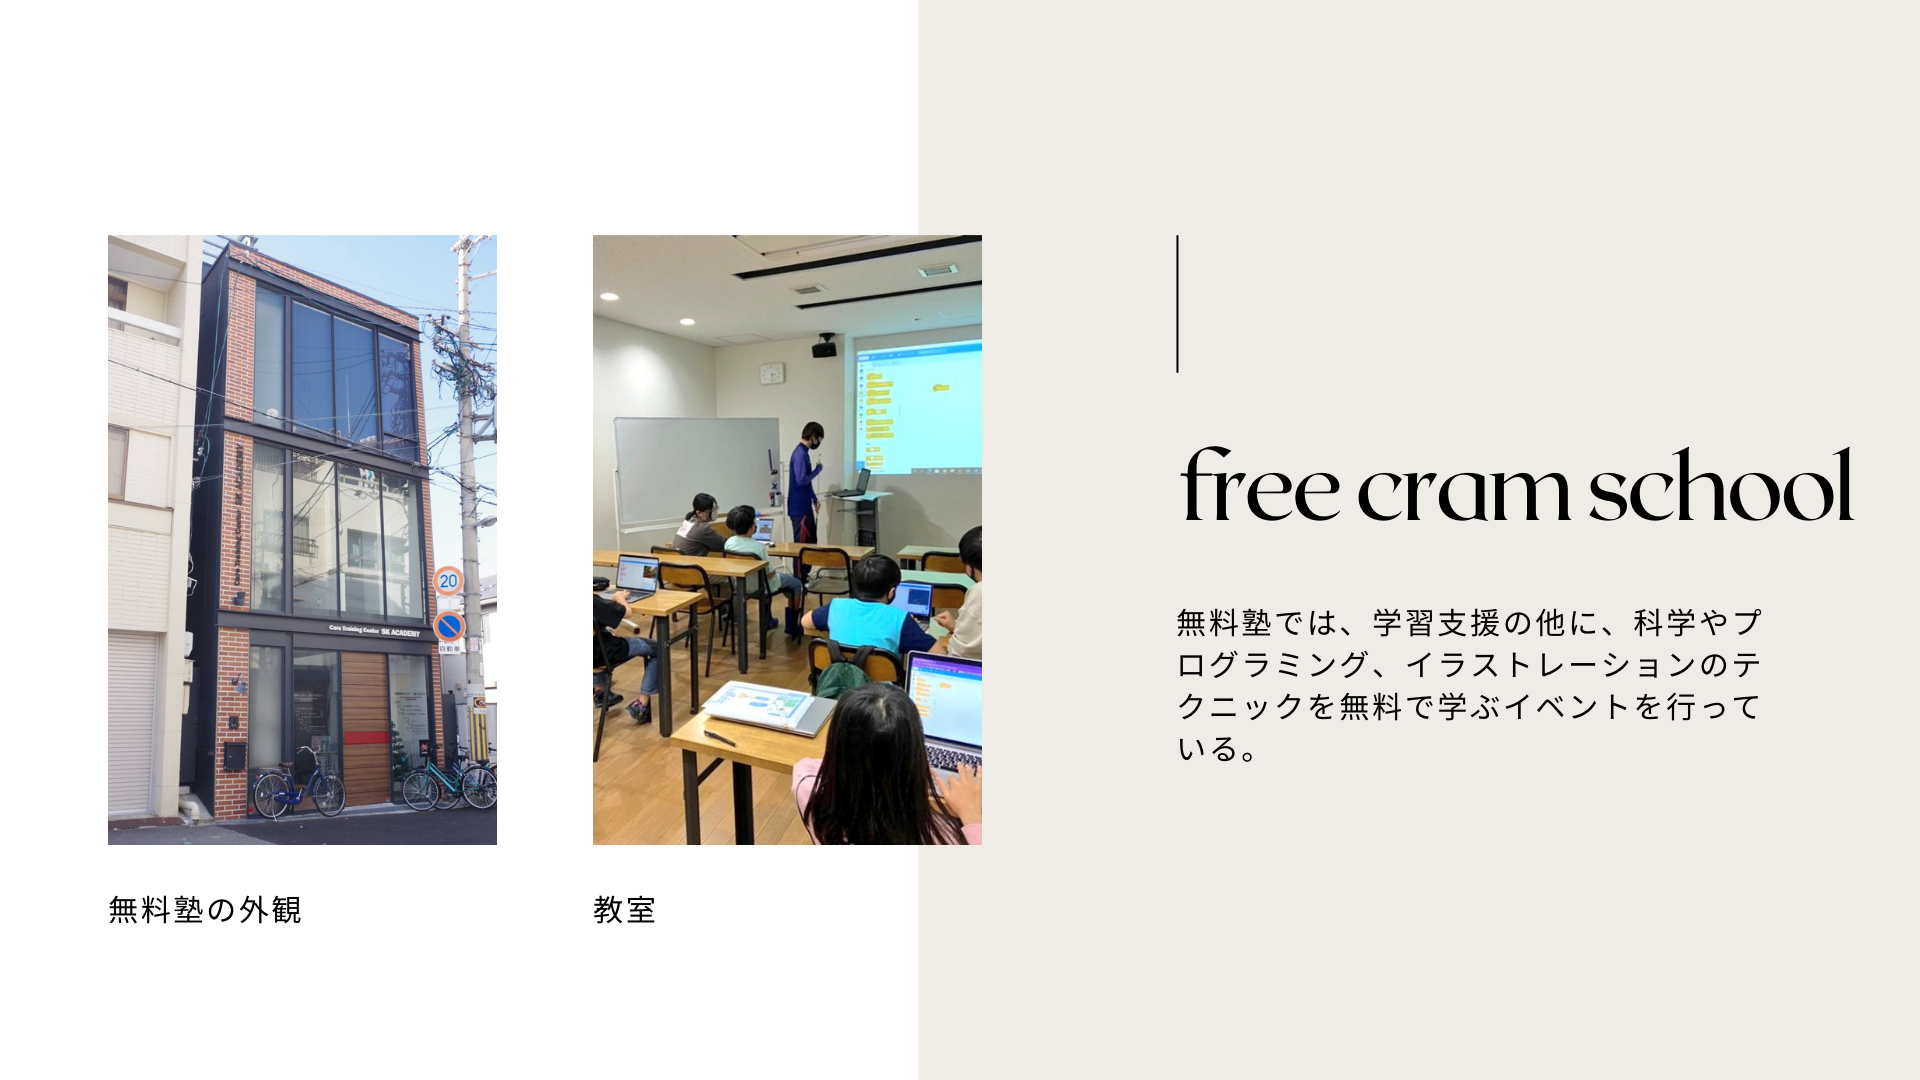 20
自動車
Care Training Center SK ACADEMY
無料塾の外観
教室
free cram school
無料塾では、学習支援の他に、科学やプ
ログラミング、イラストレーションのテ
クニックを無料で学ぶイベントを行って
いる。